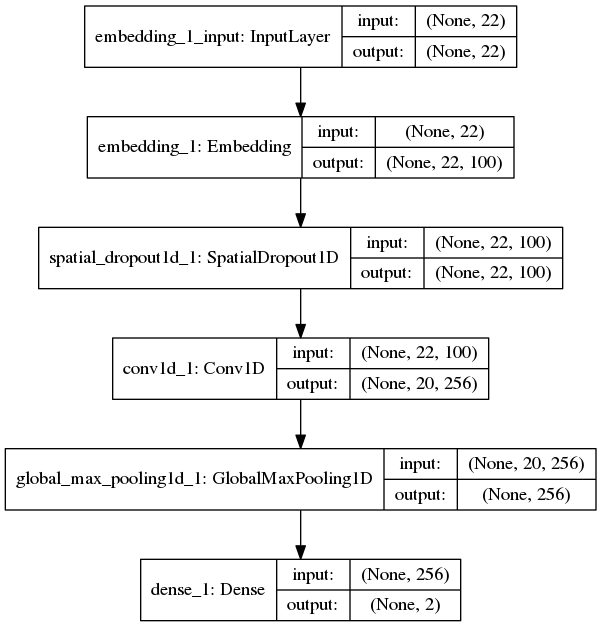 embedding_1_input: InputLayer
input: (None, 22)
output: (None, 22)
embedding_1: Embedding
input: (None, 22)
output: (None, 22, 100)
spatial_dropout1d_1: SpatialDropout1D
input: (None, 22, 100)
output: (None, 22, 100)
conv1d_1: Conv1D
input: (None, 22, 100)
output: (None, 20, 256)
global_max_pooling1d_1: GlobalMaxPooling1D
input: (None, 20, 256)
output: (None, 256)
dense_1: Dense
input: (None, 256)
output: (None, 2)